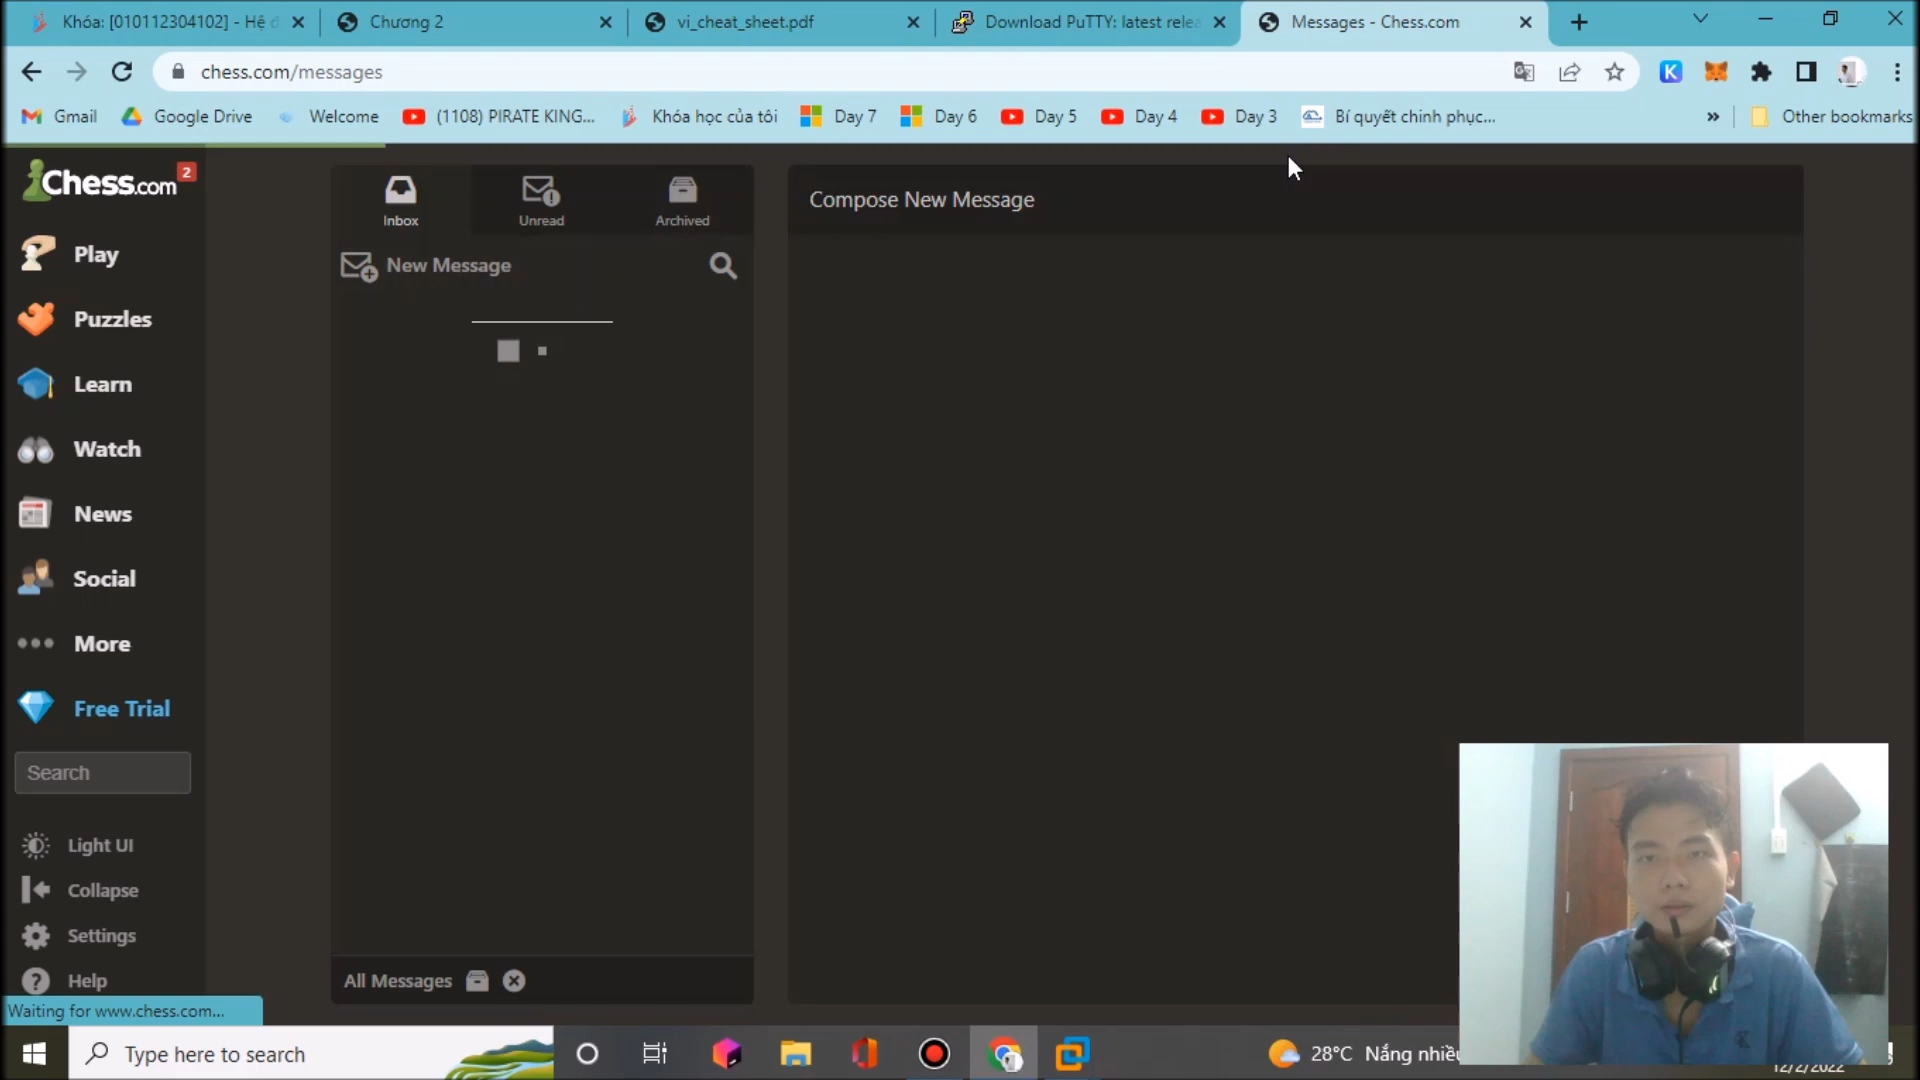 Khóa: [010112304102] - Hệ đ
Chương 2
vi_cheat_sheet.pdf
Download PuTTY: latest relea
Messages - Chess.com
chess.com/messages
Gmail
Google Drive
Welcome
(1108) PIRATE KING...
Khóa học của tôi
Day 7
Day 6
Day 5
Day 4
Day 3
Bí quyết chinh phục...
»
Other bookmarks
Chess.com
2
Play
Puzzles
Learn
Watch
News
Social
More
Free Trial
Search
Light UI
Collapse
Settings
Help
Waiting for www.chess.com...
Inbox
Unread
Archived
New Message
All Messages
Compose New Message
Type here to search
28°C Nắng nhiề
12/2/2022